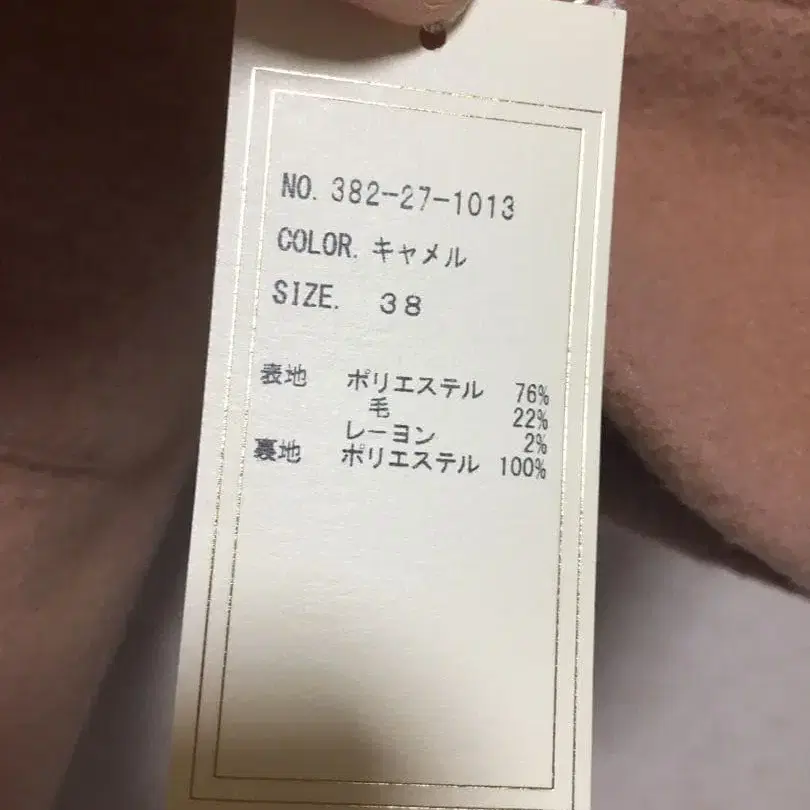 NO. 382-27-1013
COLOR. キャメル
SIZE. 38
表地 ポリエステル 76%
毛 22%
レーヨン 2%
裏地 ポリエステル 100%